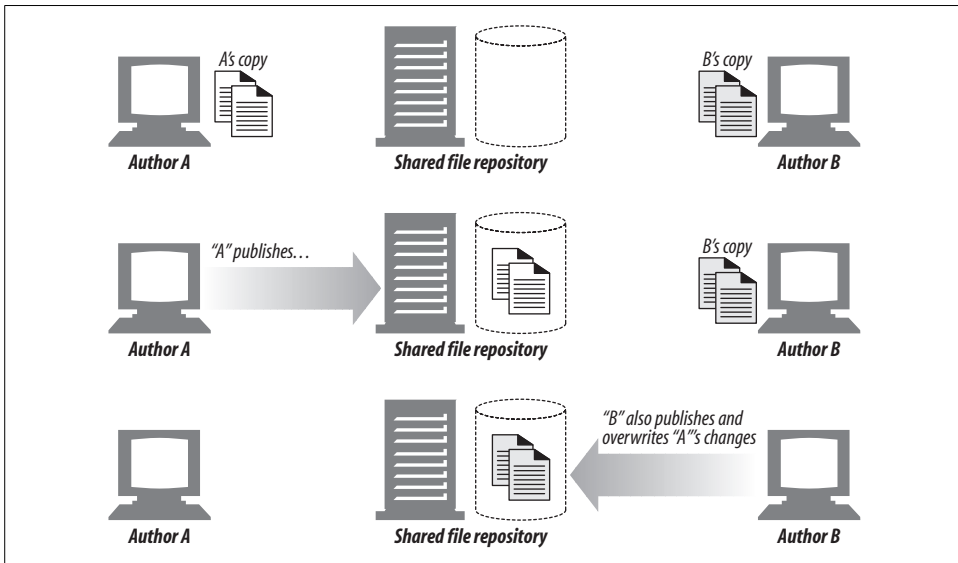 A's copy
B's copy
Author A
Shared file repository
Author B
“A” publishes…
B's copy
Author A
Shared file repository
Author B
“B” also publishes and
overwrites “A”'s changes
Author A
Shared file repository
Author B